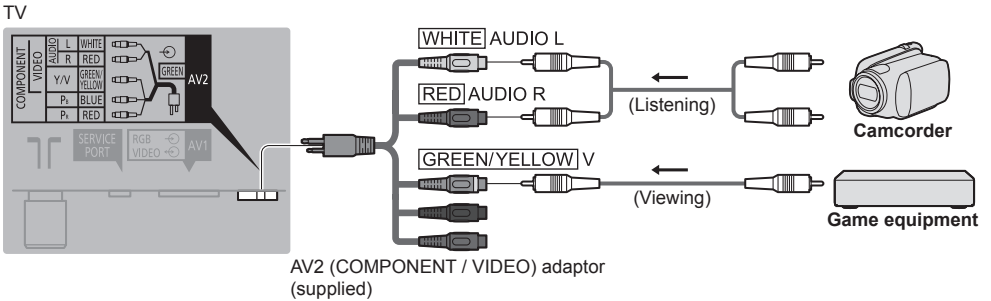 TV
COMPONENT
VIDEO
AUDIO
L WHITE
R RED
Y/V GREEN/YELLOW
PB BLUE
PR RED
GREEN
AV2
SERVICE PORT
RGB
VIDEO
AV1
WHITE AUDIO L
RED AUDIO R
(Listening)
Camcorder
GREEN/YELLOW V
(Viewing)
Game equipment
AV2 (COMPONENT / VIDEO) adaptor
(supplied)